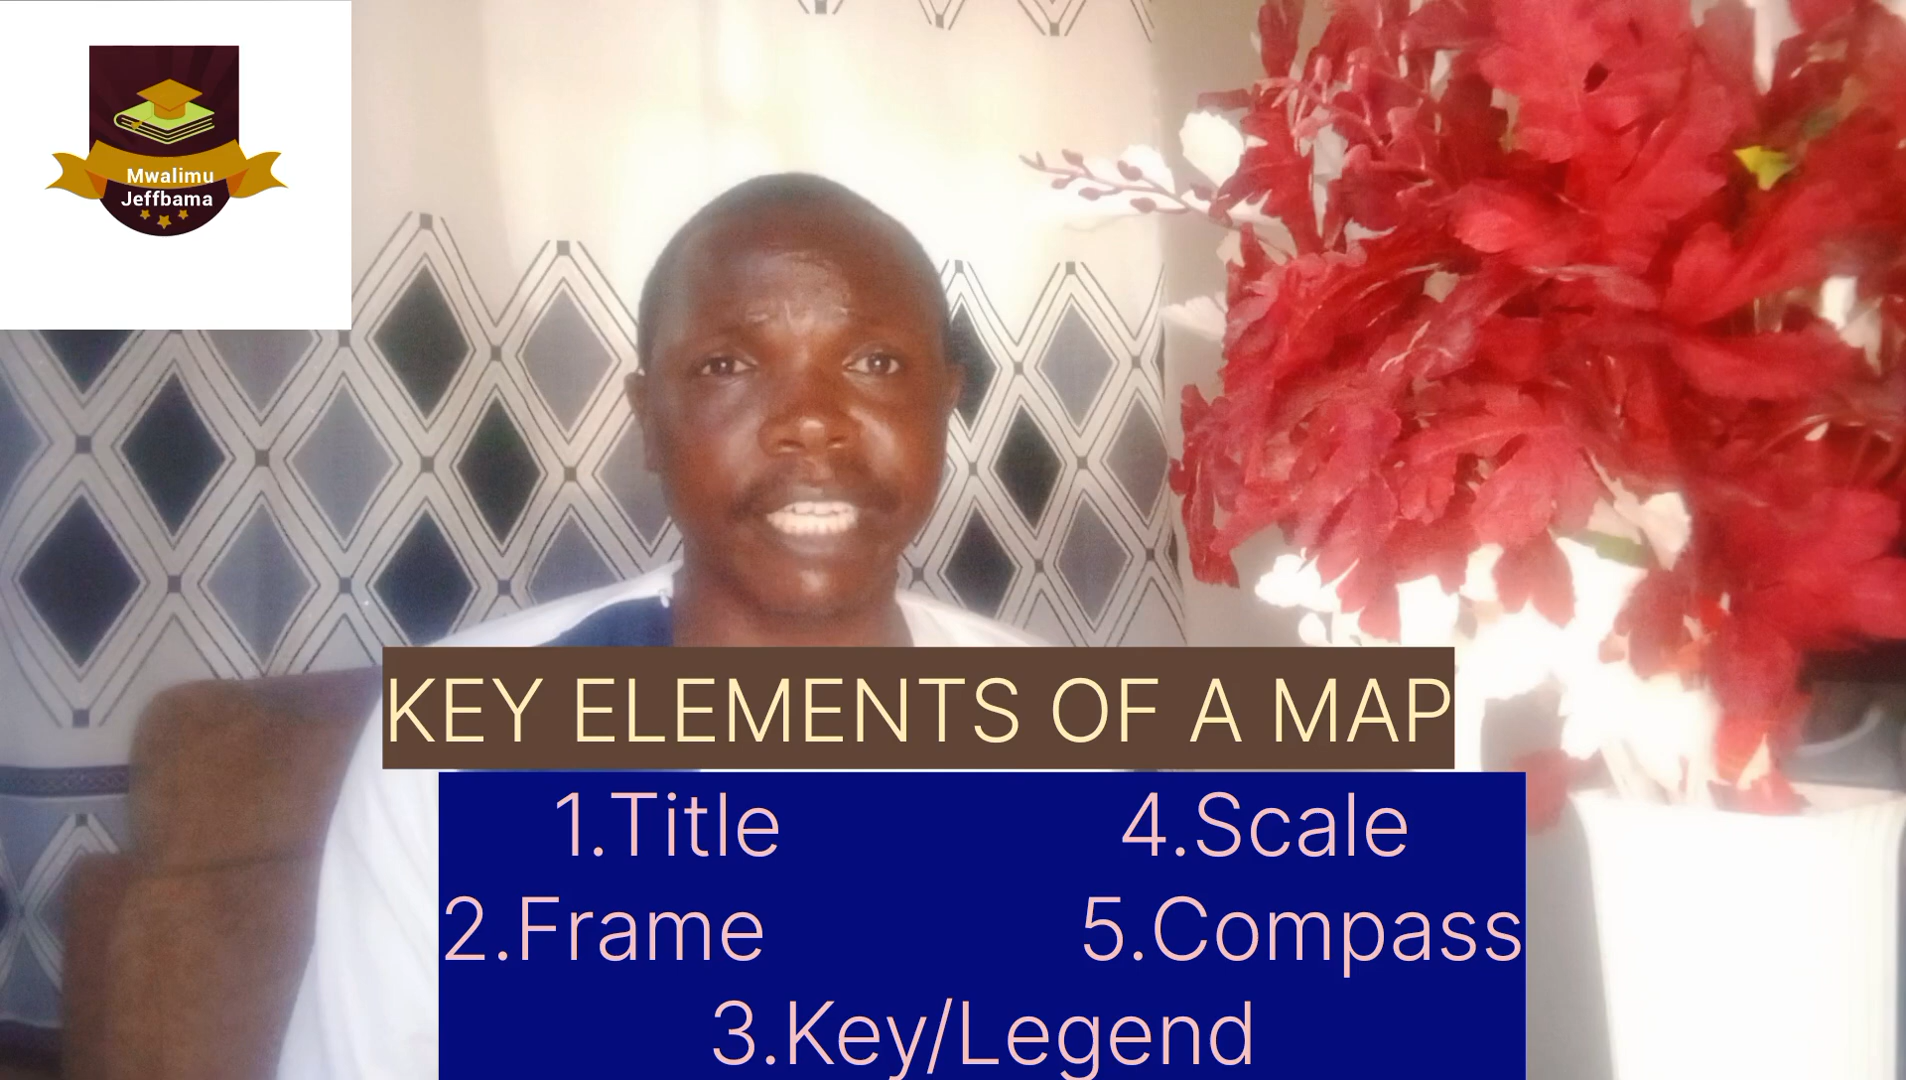 Mwalimu
Jeffbama
KEY ELEMENTS OF A MAP
1.Title 4.Scale
2.Frame 5.Compass
3.Key/Legend